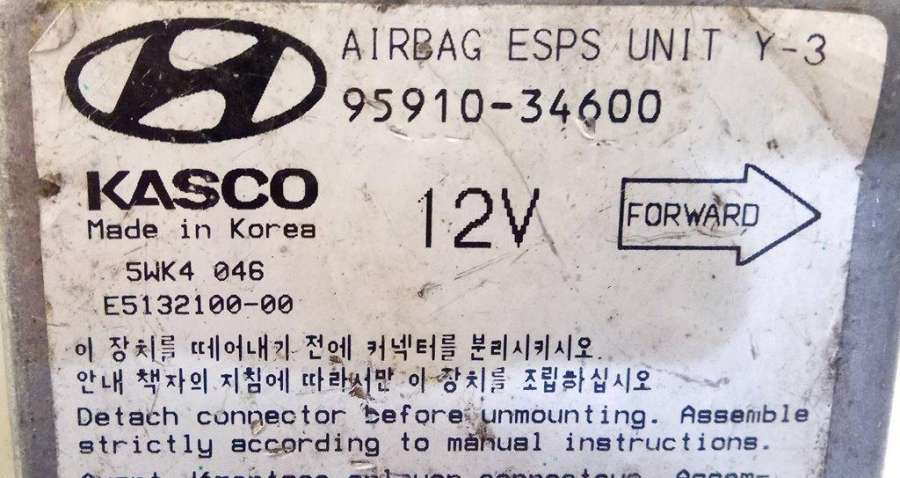 AIRBAG ESPS UNIT Y-3
95910-34600
KASCO
Made in Korea
12V
FORWARD
5WK4 046
E5132100-00
이 장치를 떼어내기 전에 커넥터를 분리시키시오
안내 책자의 지침에 따라서만 이 장치를 조립하십시오
Detach connector before unmounting. Assemble
strictly according to manual instructions.